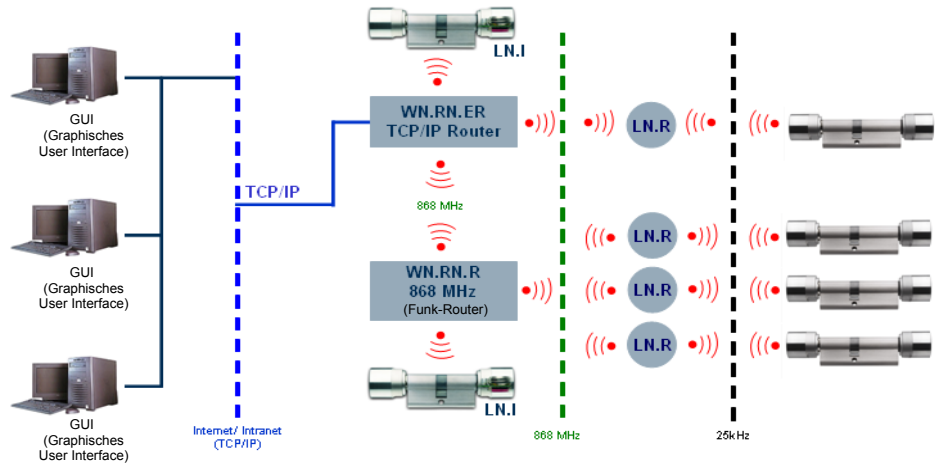 LN.I
WN.RN.ER
TCP/IP Router
LN.R
GUI
(Graphisches
User Interface)
TCP/IP
868 MHz
GUI
(Graphisches
User Interface)
LN.R
WN.RN.R
868 MHz
(Funk-Router)
LN.R
LN.R
LN.I
GUI
(Graphisches
User Interface)
Internet/ Intranet
(TCP/IP)
868 MHz
25kHz